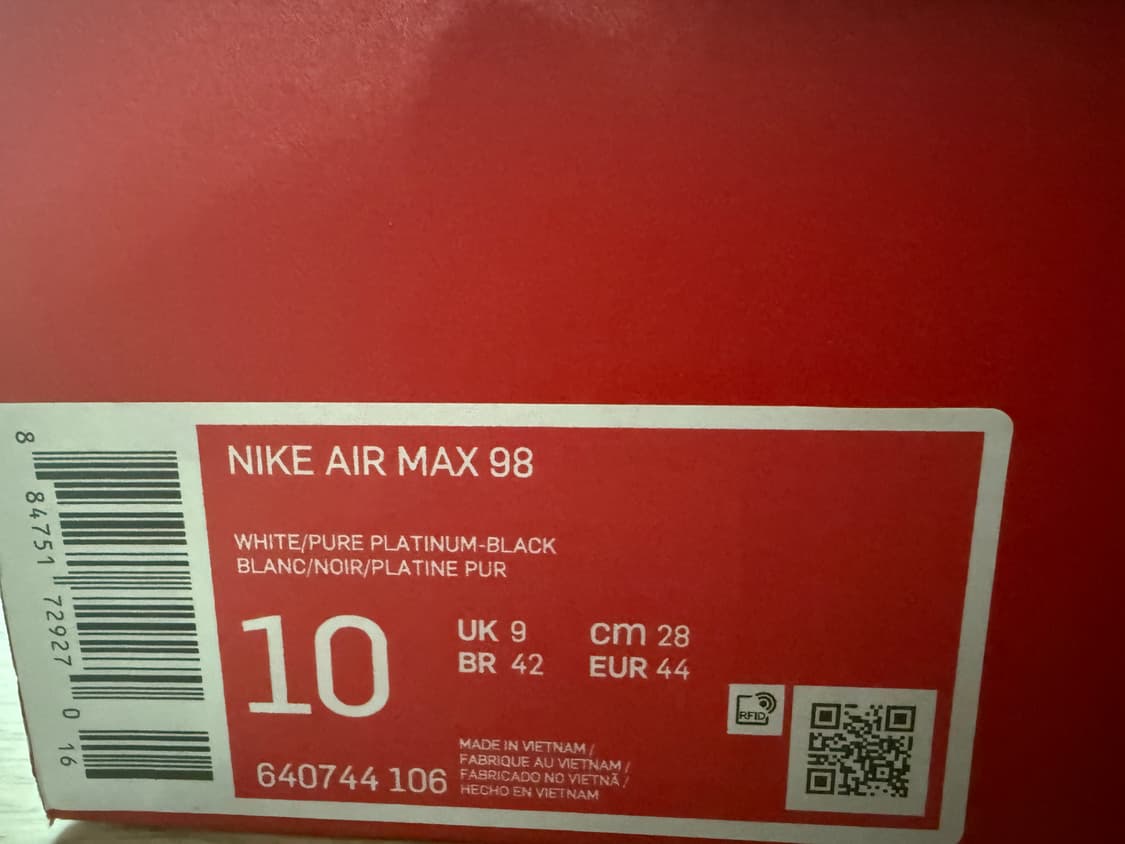 NIKE AIR MAX 98
WHITE/PURE PLATINUM-BLACK
BLANC/NOIR/PLATINE PUR
10
UK 9
cm 28
BR 42
EUR 44
640744 106
MADE IN VIETNAM /
FABRIQUE AU VIETNAM /
FABRICADO NO VIETNÃ /
HECHO EN VIETNAM
RFID
8 84751 72927 0 16